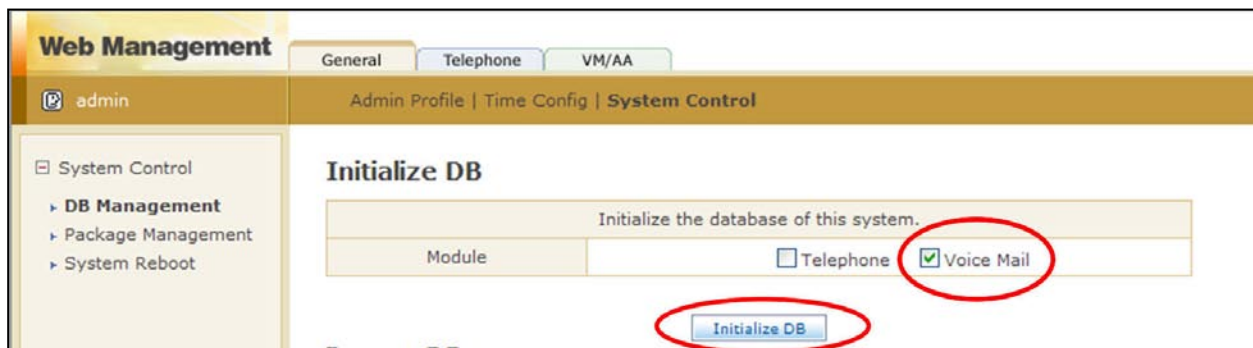 Web Management
General Telephone VM/AA
admin
Admin Profile | Time Config | System Control
System Control
DB Management
Package Management
System Reboot
Initialize DB
Initialize the database of this system.
Module Telephone Voice Mail
Initialize DB